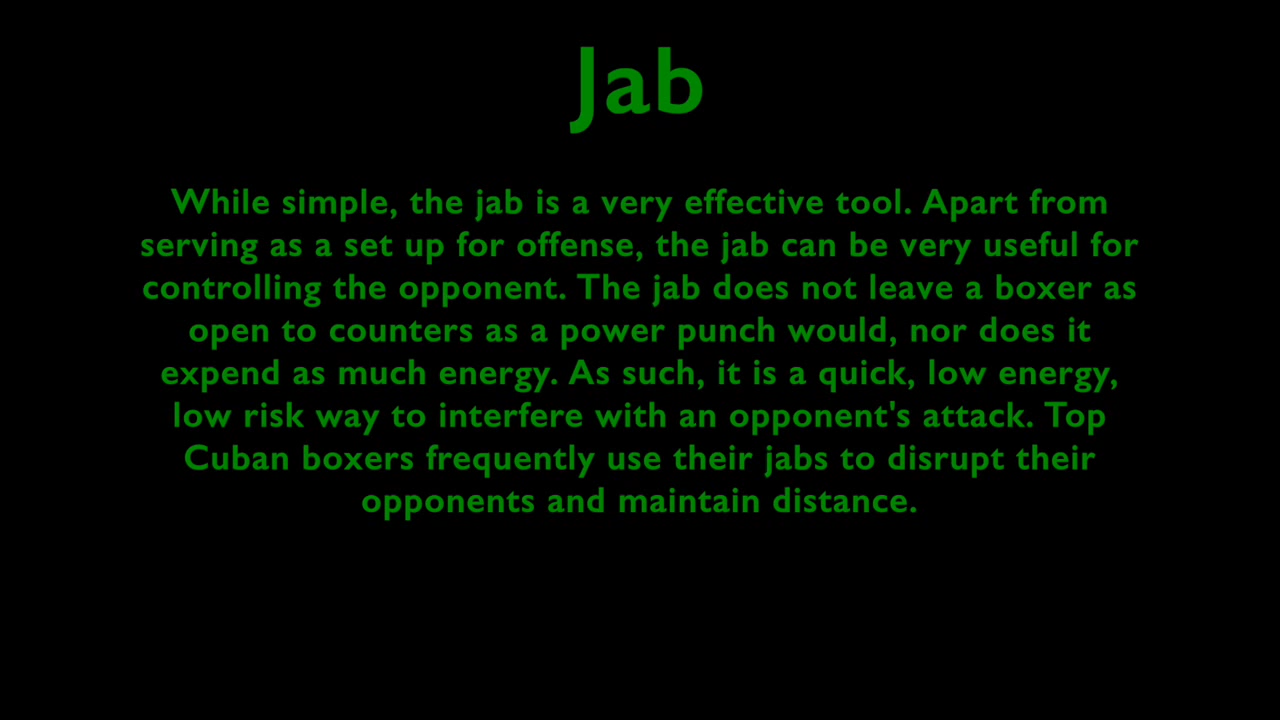 Jab
While simple, the jab is a very effective tool. Apart from
serving as a set up for offense, the jab can be very useful for
controlling the opponent. The jab does not leave a boxer as
open to counters as a power punch would, nor does it
expend as much energy. As such, it is a quick, low energy,
low risk way to interfere with an opponent's attack. Top
Cuban boxers frequently use their jabs to disrupt their
opponents and maintain distance.